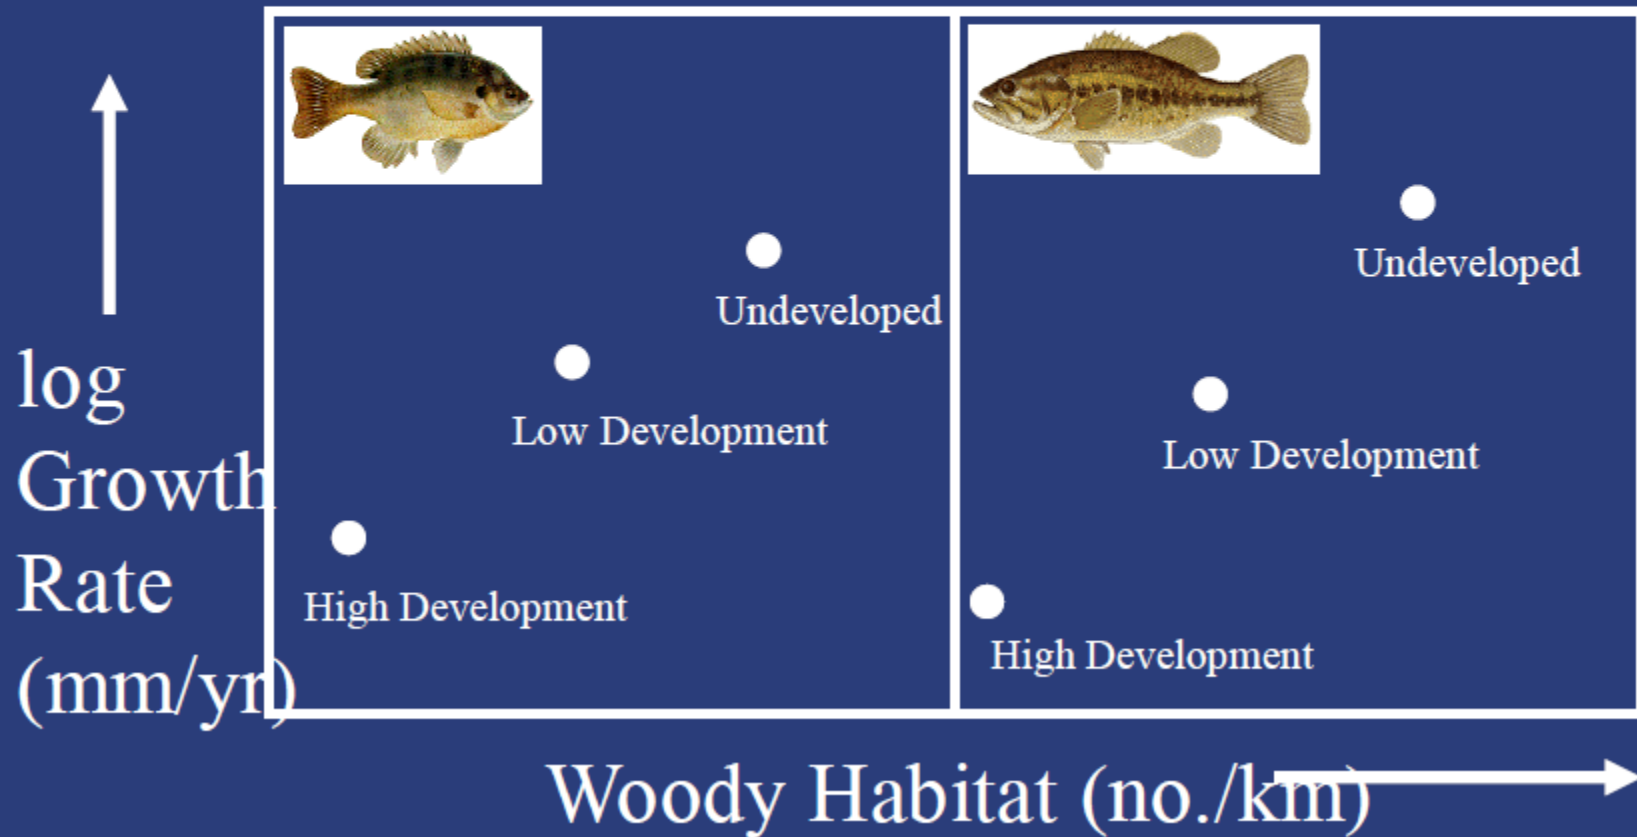 Undeveloped
Low Development
High Development
Undeveloped
Low Development
High Development
log
Growth
Rate
(mm/yr)
Woody Habitat (no./km)